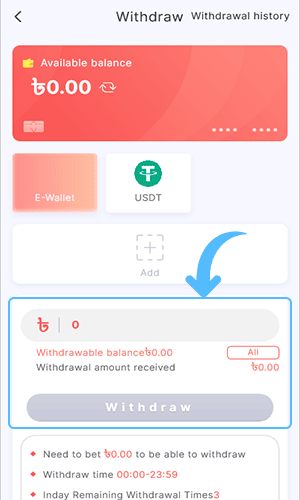 Withdraw Withdrawal history
Available balance
৳0.00
E-Wallet
USDT
Add
৳ 0
Withdrawable balance৳0.00 All
Withdrawal amount received ৳0.00
Withdraw
Need to bet ৳0.00 to be able to withdraw
Withdraw time 00:00-23:59
Inday Remaining Withdrawal Times3